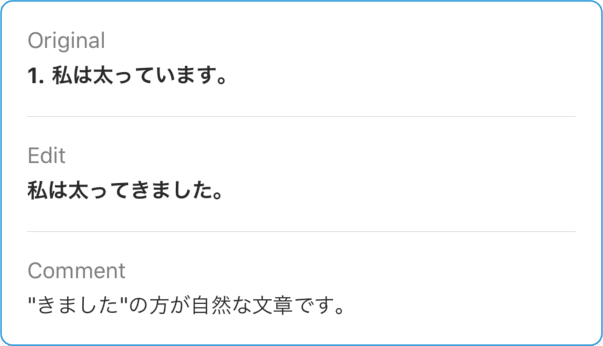 Original
1. 私は太っています。
Edit
私は太ってきました。
Comment
"きました"の方が自然な文章です。